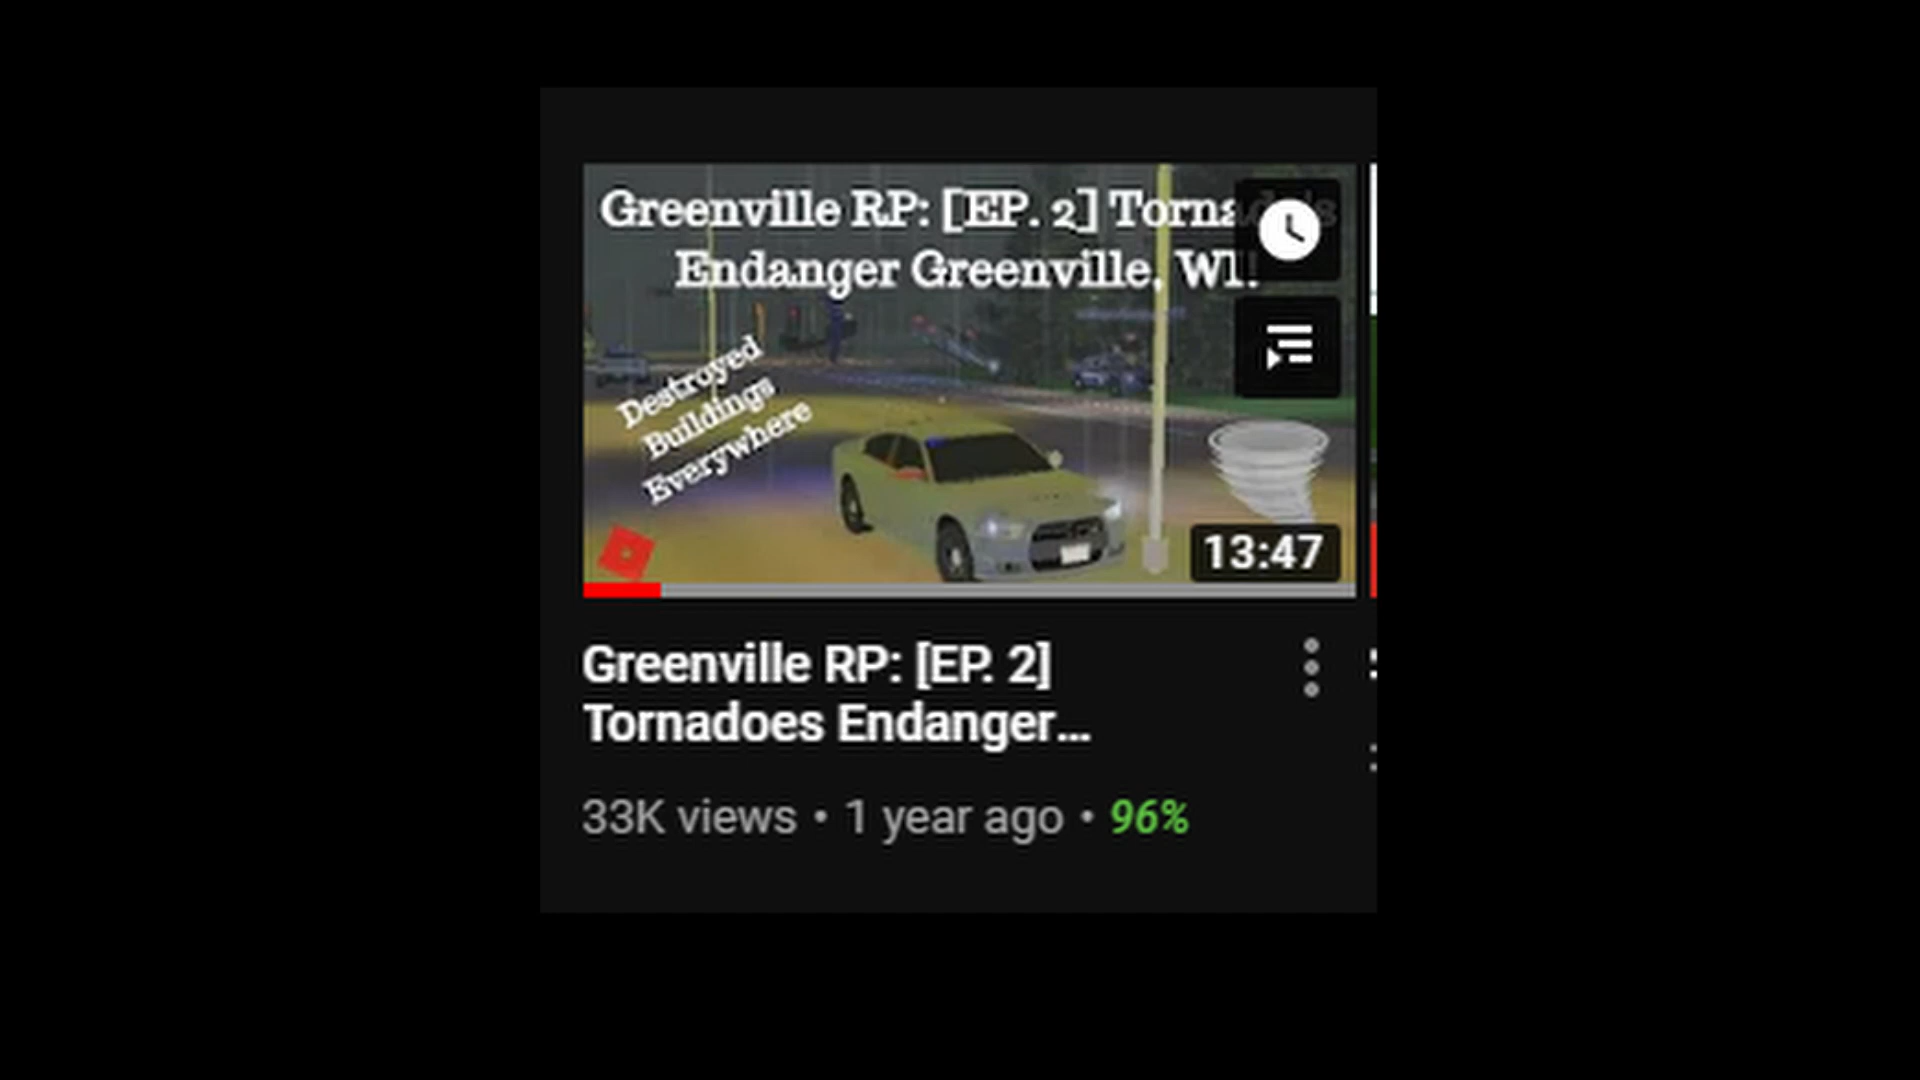 Greenville RP: [EP. 2]
Endanger Greenville, WI!
Destroyed
Buildings
Everywhere
13:47
Greenville RP: [EP. 2]
Tornadoes Endanger...
33K views • 1 year ago • 96%